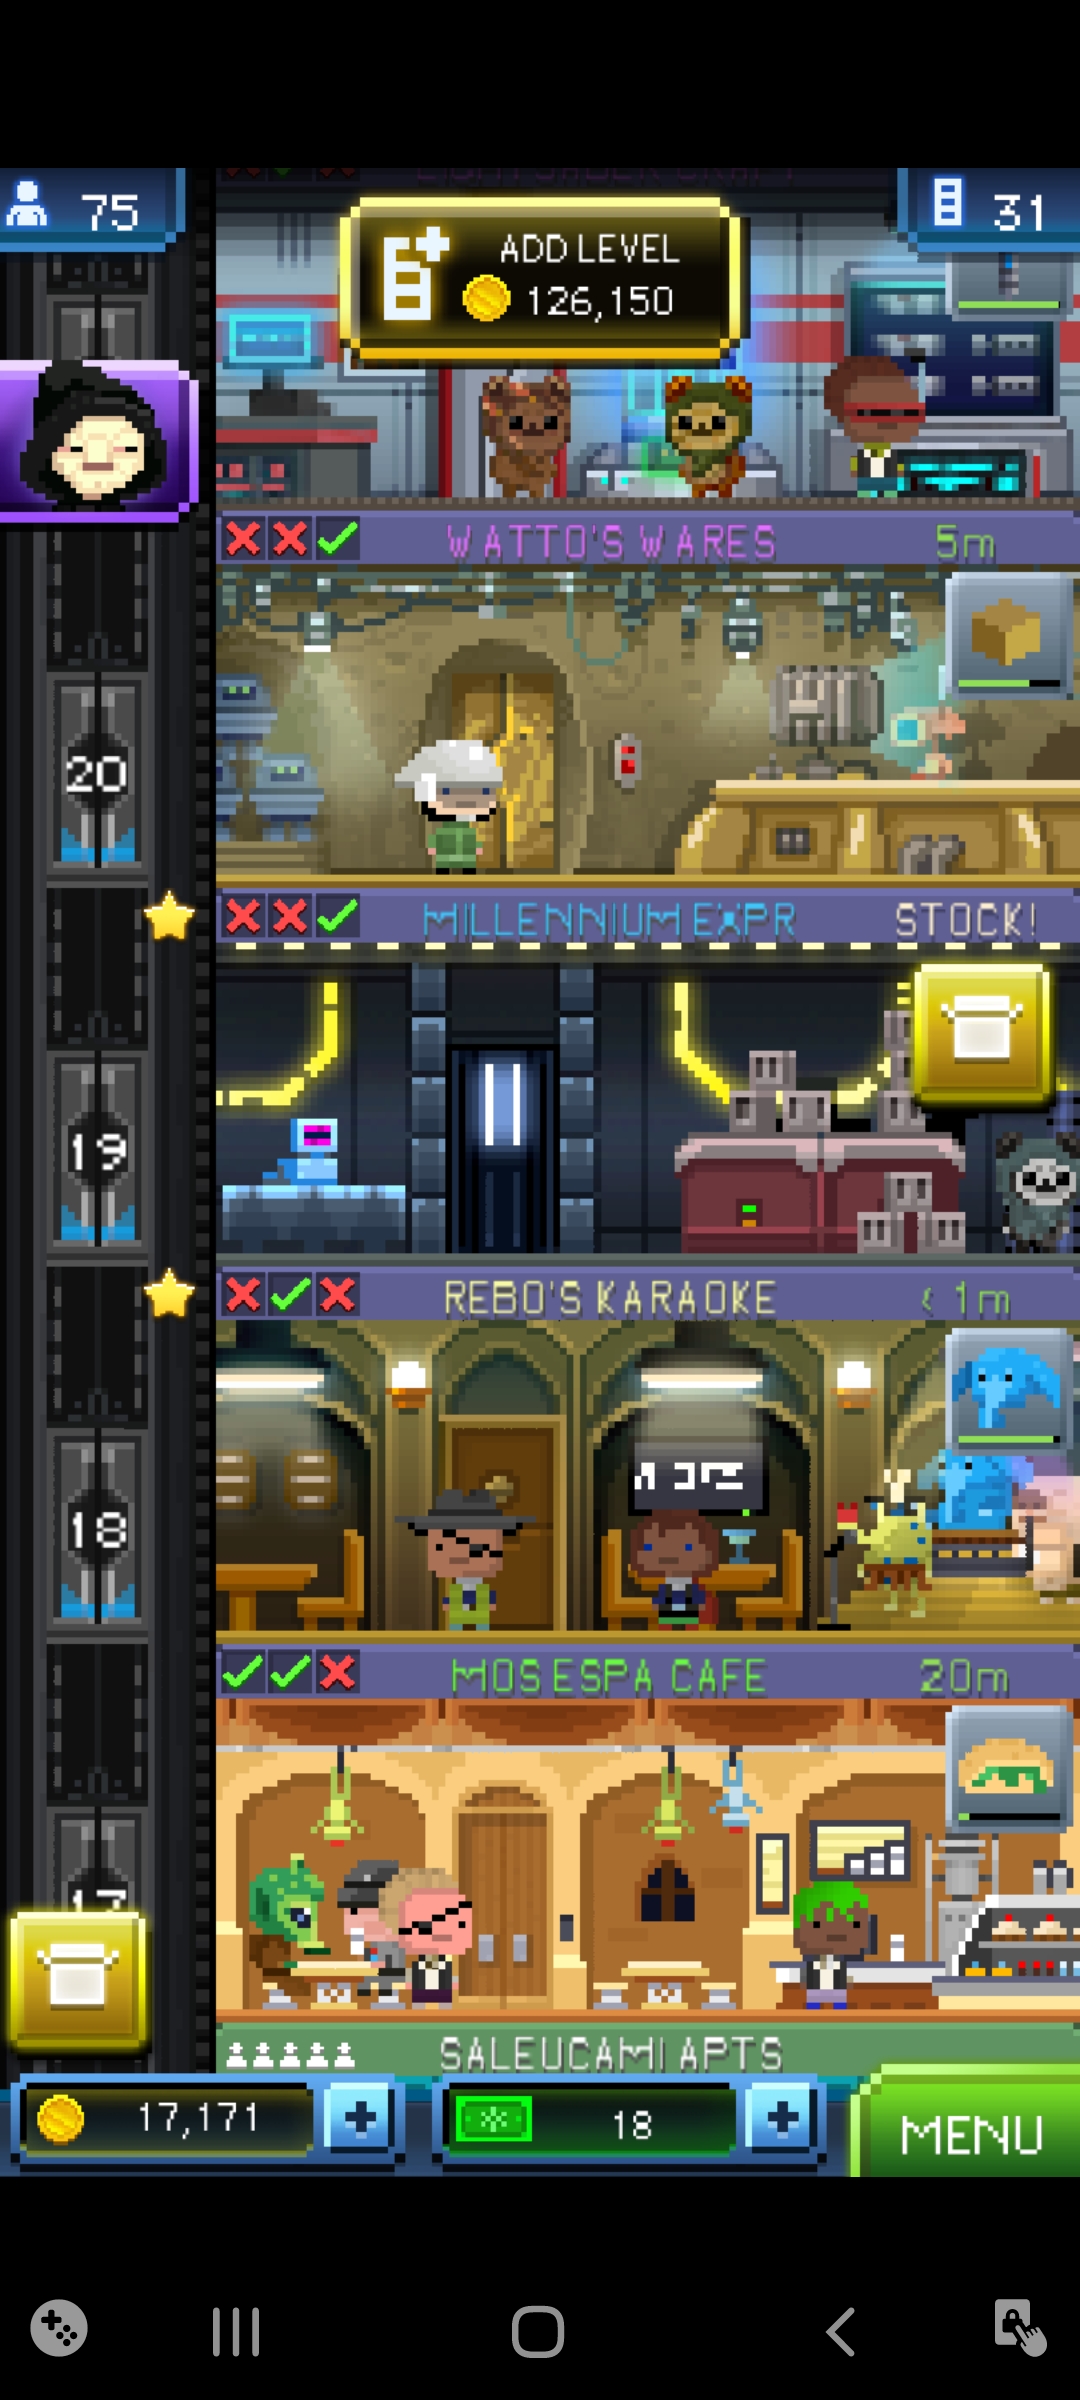 75
31
ADD LEVEL
126,150
WATTO'S WARES
5m
20
MILLENNIUM EXPR
STOCK!
19
REBO'S KARAOKE
< 1m
18
MOS ESPA CAFE
20m
17
SALEUCAMI APTS
17,171
18
MENU